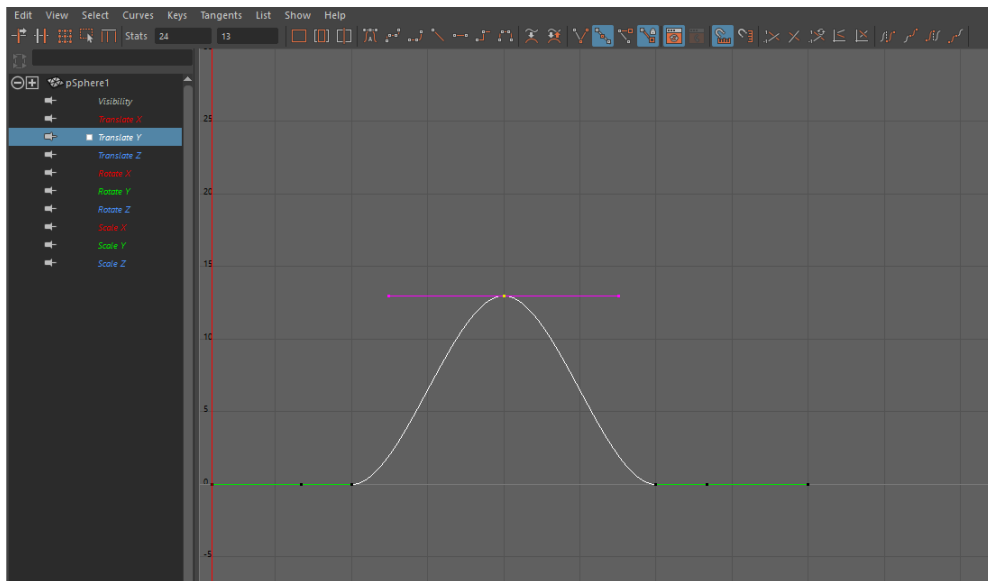 Edit View Select Curves Keys Tangents List Show Help
Stats 24 13
pSphere1
Visibility
Translate X
Translate Y
Translate Z
Rotate X
Rotate Y
Rotate Z
Scale X
Scale Y
Scale Z
25
20
15
10
5
0
-5